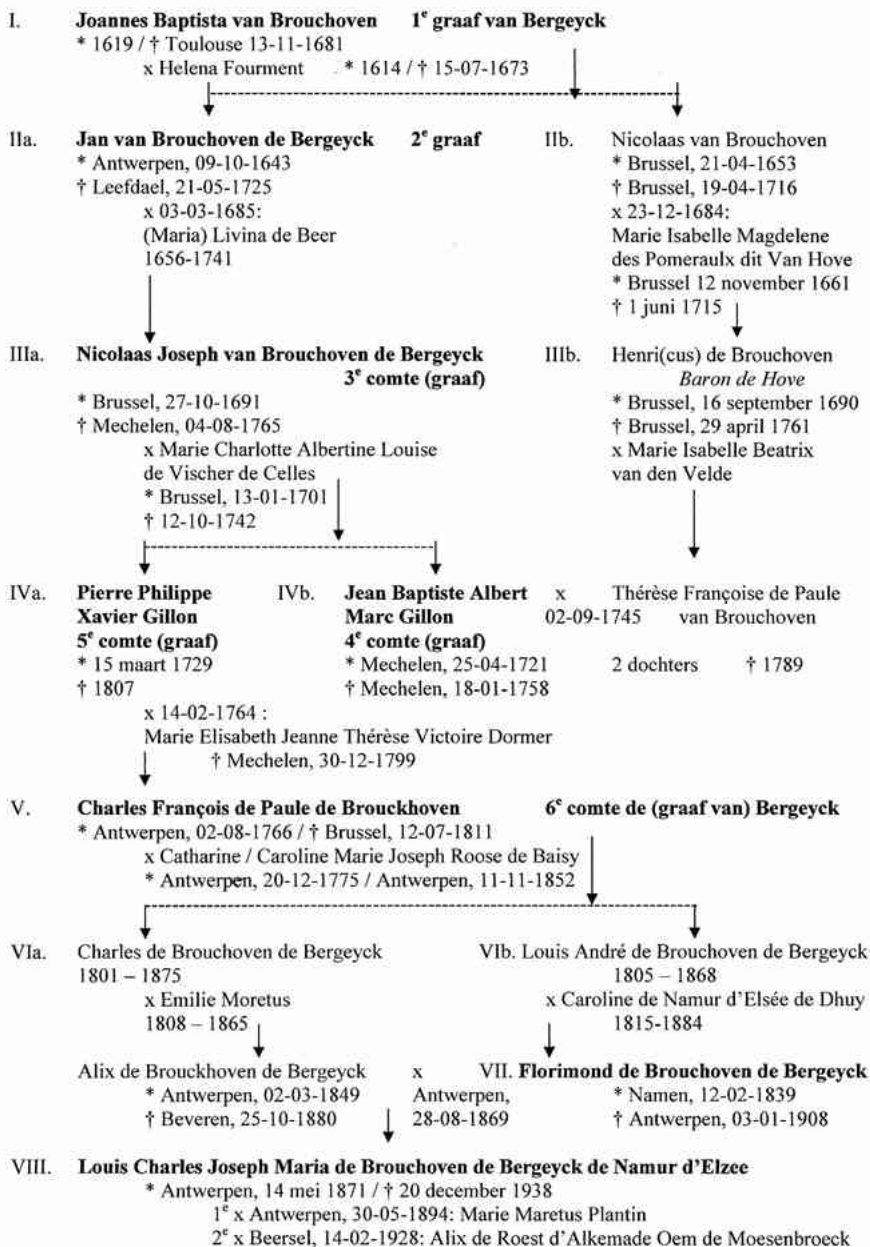 I. Joannes Baptista van Brouchoven 1e graaf van Bergeyck
* 1619 / † Toulouse 13-11-1681
x Helena Fourment * 1614 / † 15-07-1673
IIa. Jan van Brouchoven de Bergeyck 2e graaf
* Antwerpen, 09-10-1643
† Leefdael, 21-05-1725
x 03-03-1685:
(Maria) Livina de Beer
1656-1741
IIb. Nicolaas van Brouchoven
* Brussel, 21-04-1653
† Brussel, 19-04-1716
x 23-12-1684:
Marie Isabelle Magdelene
des Pomeraulx dit Van Hove
* Brussel 12 november 1661
† 1 juni 1715
IIIa. Nicolaas Joseph van Brouchoven de Bergeyck
3e comte (graaf)
* Brussel, 27-10-1691
† Mechelen, 04-08-1765
x Marie Charlotte Albertine Louise
de Vischer de Celles
* Brussel, 13-01-1701
† 12-10-1742
IIIb. Henri(cus) de Brouchoven
Baron de Hove
* Brussel, 16 september 1690
† Brussel, 29 april 1761
x Marie Isabelle Beatrix
van den Velde
IVa. Pierre Philippe
Xavier Gillon
5e comte (graaf)
* 15 maart 1729
† 1807
x 14-02-1764 :
Marie Elisabeth Jeanne Thérèse Victoire Dormer
† Mechelen, 30-12-1799
IVb. Jean Baptiste Albert
Marc Gillon
4e comte (graaf)
* Mechelen, 25-04-1721
† Mechelen, 18-01-1758
x
02-09-1745
Thérèse Françoise de Paule
van Brouchoven
2 dochters † 1789
V. Charles François de Paule de Brouckhoven 6e comte de (graaf van) Bergeyck
* Antwerpen, 02-08-1766 / † Brussel, 12-07-1811
x Catharine / Caroline Marie Joseph Roose de Baisy
* Antwerpen, 20-12-1775 / Antwerpen, 11-11-1852
VIa. Charles de Brouchoven de Bergeyck
1801 – 1875
x Emilie Moretus
1808 – 1865
VIb. Louis André de Brouchoven de Bergeyck
1805 – 1868
x Caroline de Namur d'Elsée de Dhuy
1815-1884
Alix de Brouckhoven de Bergeyck
* Antwerpen, 02-03-1849
† Beveren, 25-10-1880
x
Antwerpen,
28-08-1869
VII. Florimond de Brouchoven de Bergeyck
* Namen, 12-02-1839
† Antwerpen, 03-01-1908
VIII. Louis Charles Joseph Maria de Brouchoven de Bergeyck de Namur d'Elzee
* Antwerpen, 14 mei 1871 / † 20 december 1938
1e x Antwerpen, 30-05-1894: Marie Maretus Plantin
2e x Beersel, 14-02-1928: Alix de Roest d'Alkemade Oem de Moesenbroeck